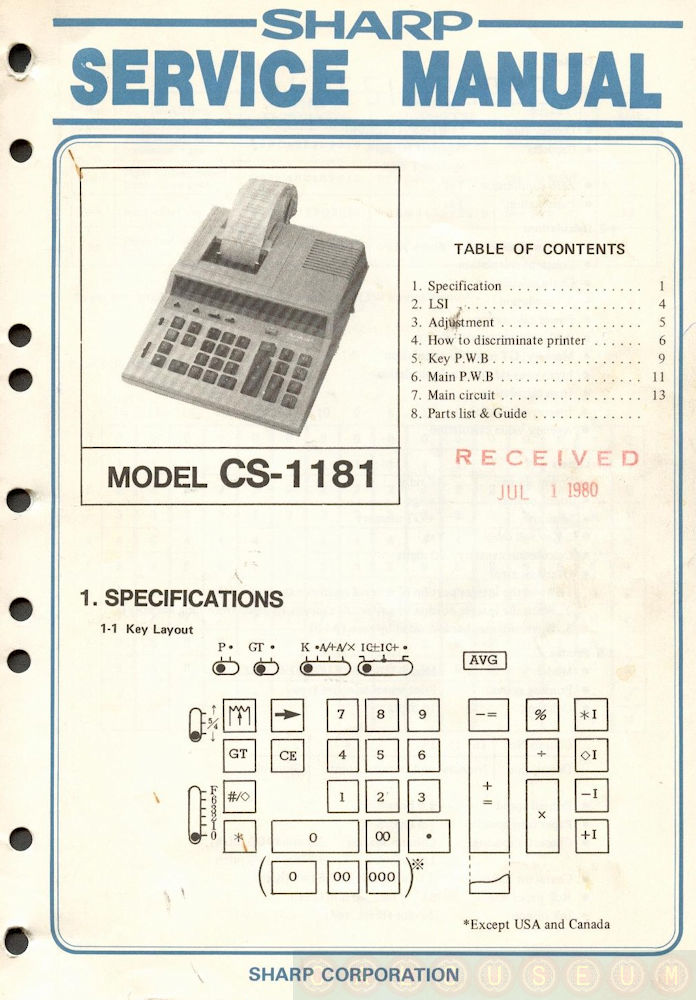 SHARP
SERVICE MANUAL
TABLE OF CONTENTS
1. Specification . . . . . . . . . . . . . . . . 1
2. LSI . . . . . . . . . . . . . . . . . . . . . . 4
3. Adjustment . . . . . . . . . . . . . . . . . 5
4. How to discriminate printer . . . . . . 6
5. Key P.W.B . . . . . . . . . . . . . . . . . . 9
6. Main P.W.B . . . . . . . . . . . . . . . . . 11
7. Main circuit . . . . . . . . . . . . . . . . . 13
8. Parts list & Guide . . . . . . . . . . . . .
MODEL CS-1181
RECEIVED
JUL 1 1980
1. SPECIFICATIONS
1-1 Key Layout
P • GT • K •A/+A/× IC±IC+ •
AVG
↑ 5/4 ↓
→ 7 8 9 −= % *I
GT CE 4 5 6 + = ÷ ◇I
F 6 3 2 1 0
#/◇ 1 2 3 × −I
* 0 00 • +I
( 0 00 000 )※
*Except USA and Canada
SHARP CORPORATION